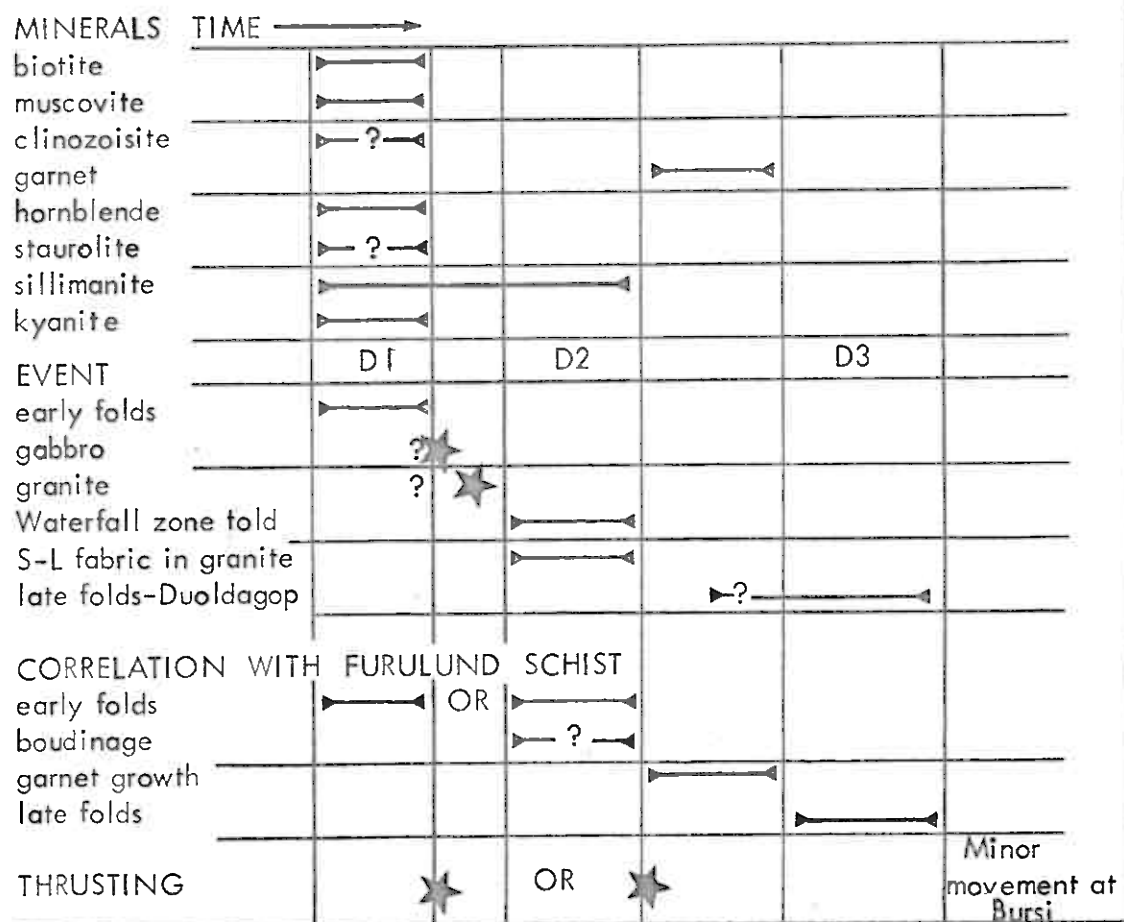 MINERALS TIME
biotite
muscovite
clinozoisite ?
garnet
hornblende
staurolite ?
sillimanite
kyanite
D1 D2 D3
EVENT
early folds
gabbro ?
granite ?
Waterfall zone told
S-L fabric in granite
late folds-Duoldagop ?
CORRELATION WITH FURULUND SCHIST
early folds OR
boudinage ?
garnet growth
late folds
THRUSTING OR
Minor
movement at
Bursi